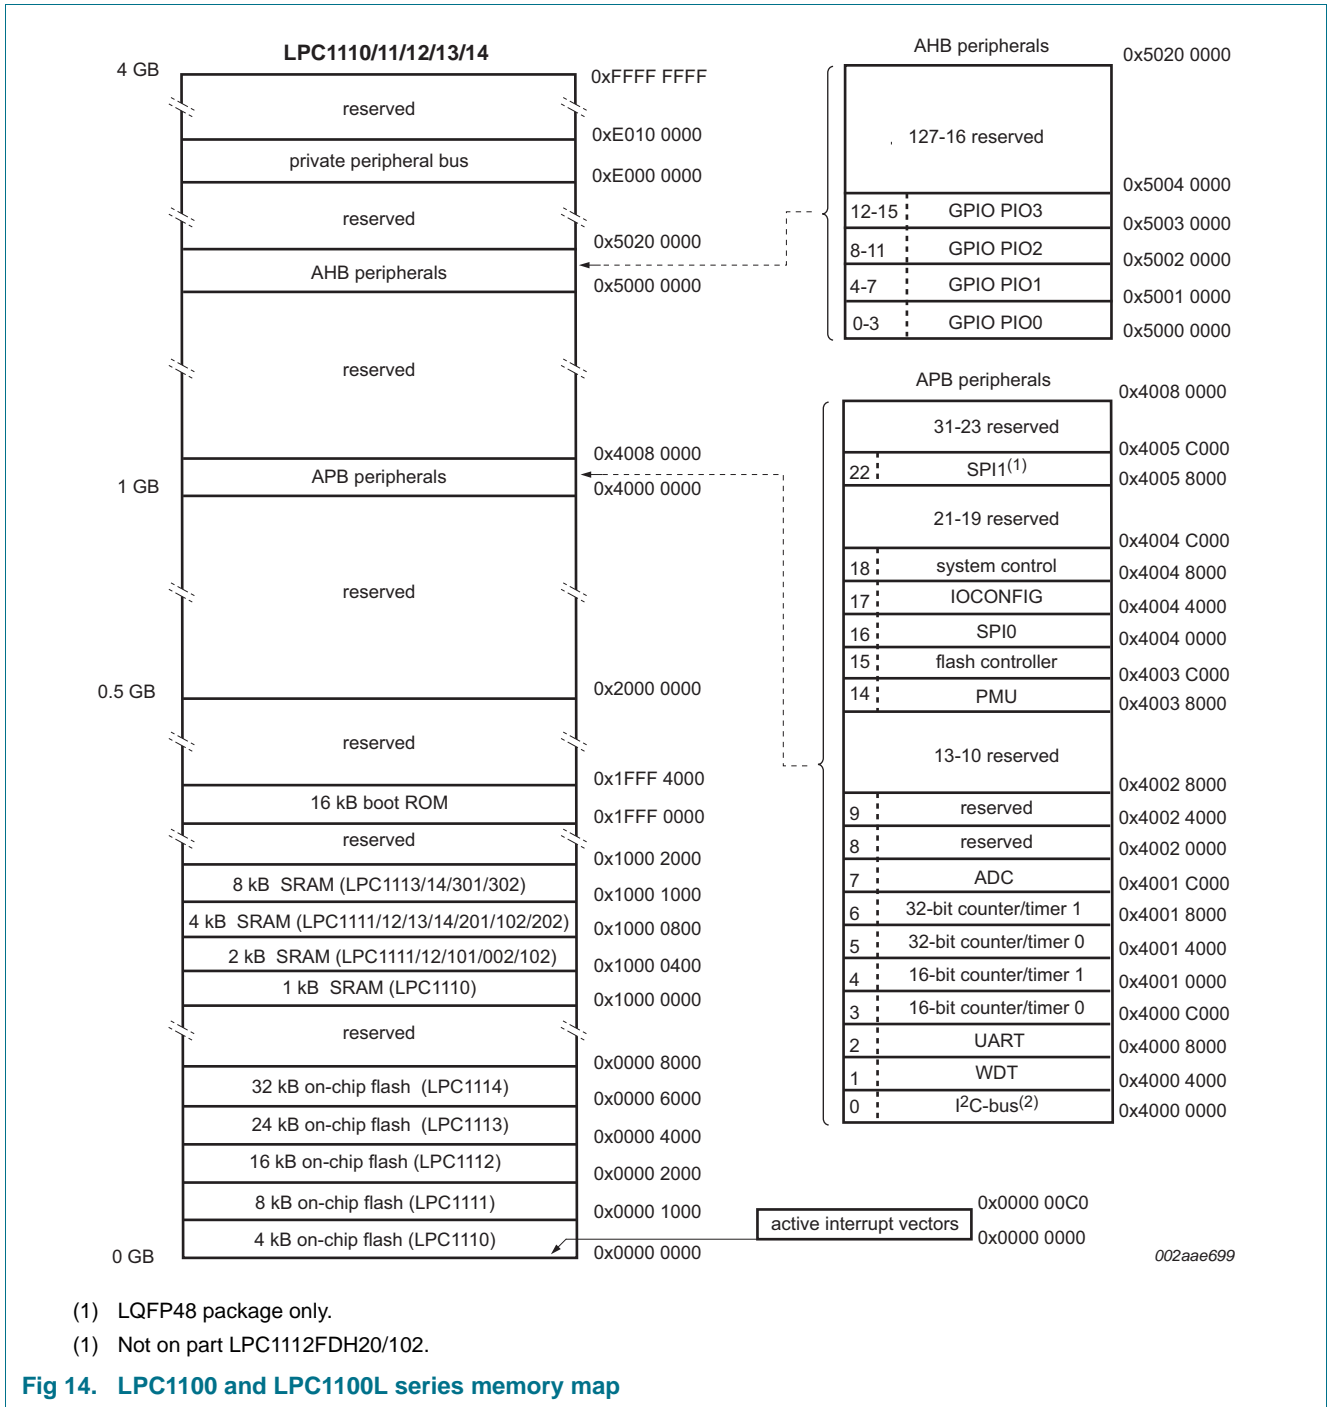 LPC1110/11/12/13/14
4 GB
0xFFFF FFFF
reserved
0xE010 0000
private peripheral bus
0xE000 0000
reserved
0x5020 0000
AHB peripherals
0x5000 0000
reserved
0x4008 0000
APB peripherals
1 GB
0x4000 0000
reserved
0.5 GB
0x2000 0000
reserved
0x1FFF 4000
16 kB boot ROM
0x1FFF 0000
reserved
0x1000 2000
8 kB SRAM (LPC1113/14/301/302)
0x1000 1000
4 kB SRAM (LPC1111/12/13/14/201/102/202)
0x1000 0800
2 kB SRAM (LPC1111/12/101/002/102)
0x1000 0400
1 kB SRAM (LPC1110)
0x1000 0000
reserved
0x0000 8000
32 kB on-chip flash (LPC1114)
0x0000 6000
24 kB on-chip flash (LPC1113)
0x0000 4000
16 kB on-chip flash (LPC1112)
0x0000 2000
8 kB on-chip flash (LPC1111)
0x0000 1000
4 kB on-chip flash (LPC1110)
0 GB
0x0000 0000
AHB peripherals
0x5020 0000
127-16 reserved
0x5004 0000
12-15 GPIO PIO3
0x5003 0000
8-11 GPIO PIO2
0x5002 0000
4-7 GPIO PIO1
0x5001 0000
0-3 GPIO PIO0
0x5000 0000
APB peripherals
0x4008 0000
31-23 reserved
0x4005 C000
22 SPI1(1)
0x4005 8000
21-19 reserved
0x4004 C000
18 system control
0x4004 8000
17 IOCONFIG
0x4004 4000
16 SPI0
0x4004 0000
15 flash controller
0x4003 C000
14 PMU
0x4003 8000
13-10 reserved
0x4002 8000
9 reserved
0x4002 4000
8 reserved
0x4002 0000
7 ADC
0x4001 C000
6 32-bit counter/timer 1
0x4001 8000
5 32-bit counter/timer 0
0x4001 4000
4 16-bit counter/timer 1
0x4001 0000
3 16-bit counter/timer 0
0x4000 C000
2 UART
0x4000 8000
1 WDT
0x4000 4000
0 I2C-bus(2)
0x4000 0000
0x0000 00C0
active interrupt vectors
0x0000 0000
002aae699
(1) LQFP48 package only.
(1) Not on part LPC1112FDH20/102.
Fig 14. LPC1100 and LPC1100L series memory map